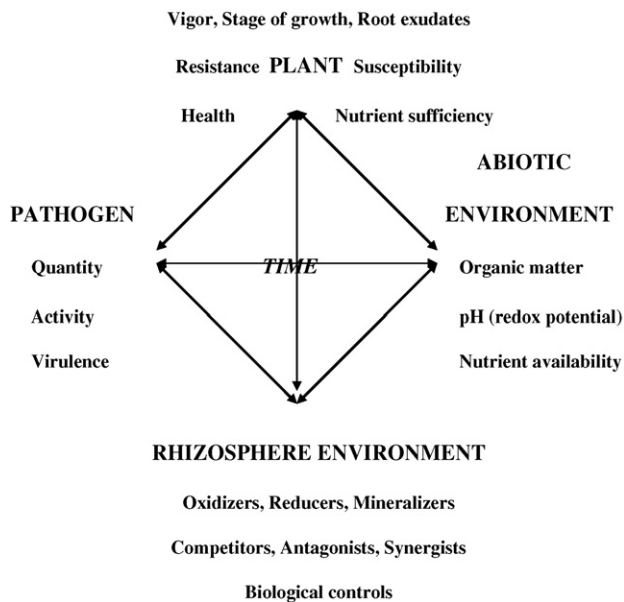 Vigor, Stage of growth, Root exudates
Resistance PLANT Susceptibility
Health Nutrient sufficiency
ABIOTIC
PATHOGEN ENVIRONMENT
Quantity TIME Organic matter
Activity pH (redox potential)
Virulence Nutrient availability
RHIZOSPHERE ENVIRONMENT
Oxidizers, Reducers, Mineralizers
Competitors, Antagonists, Synergists
Biological controls